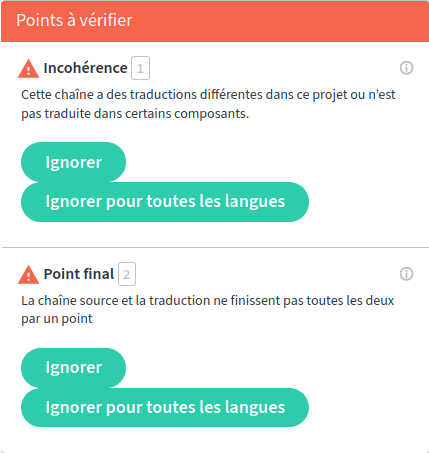 Points à vérifier
Incohérence 1
Cette chaîne a des traductions différentes dans ce projet ou n'est
pas traduite dans certains composants.
Ignorer
Ignorer pour toutes les langues
Point final 2
La chaîne source et la traduction ne finissent pas toutes les deux
par un point
Ignorer
Ignorer pour toutes les langues